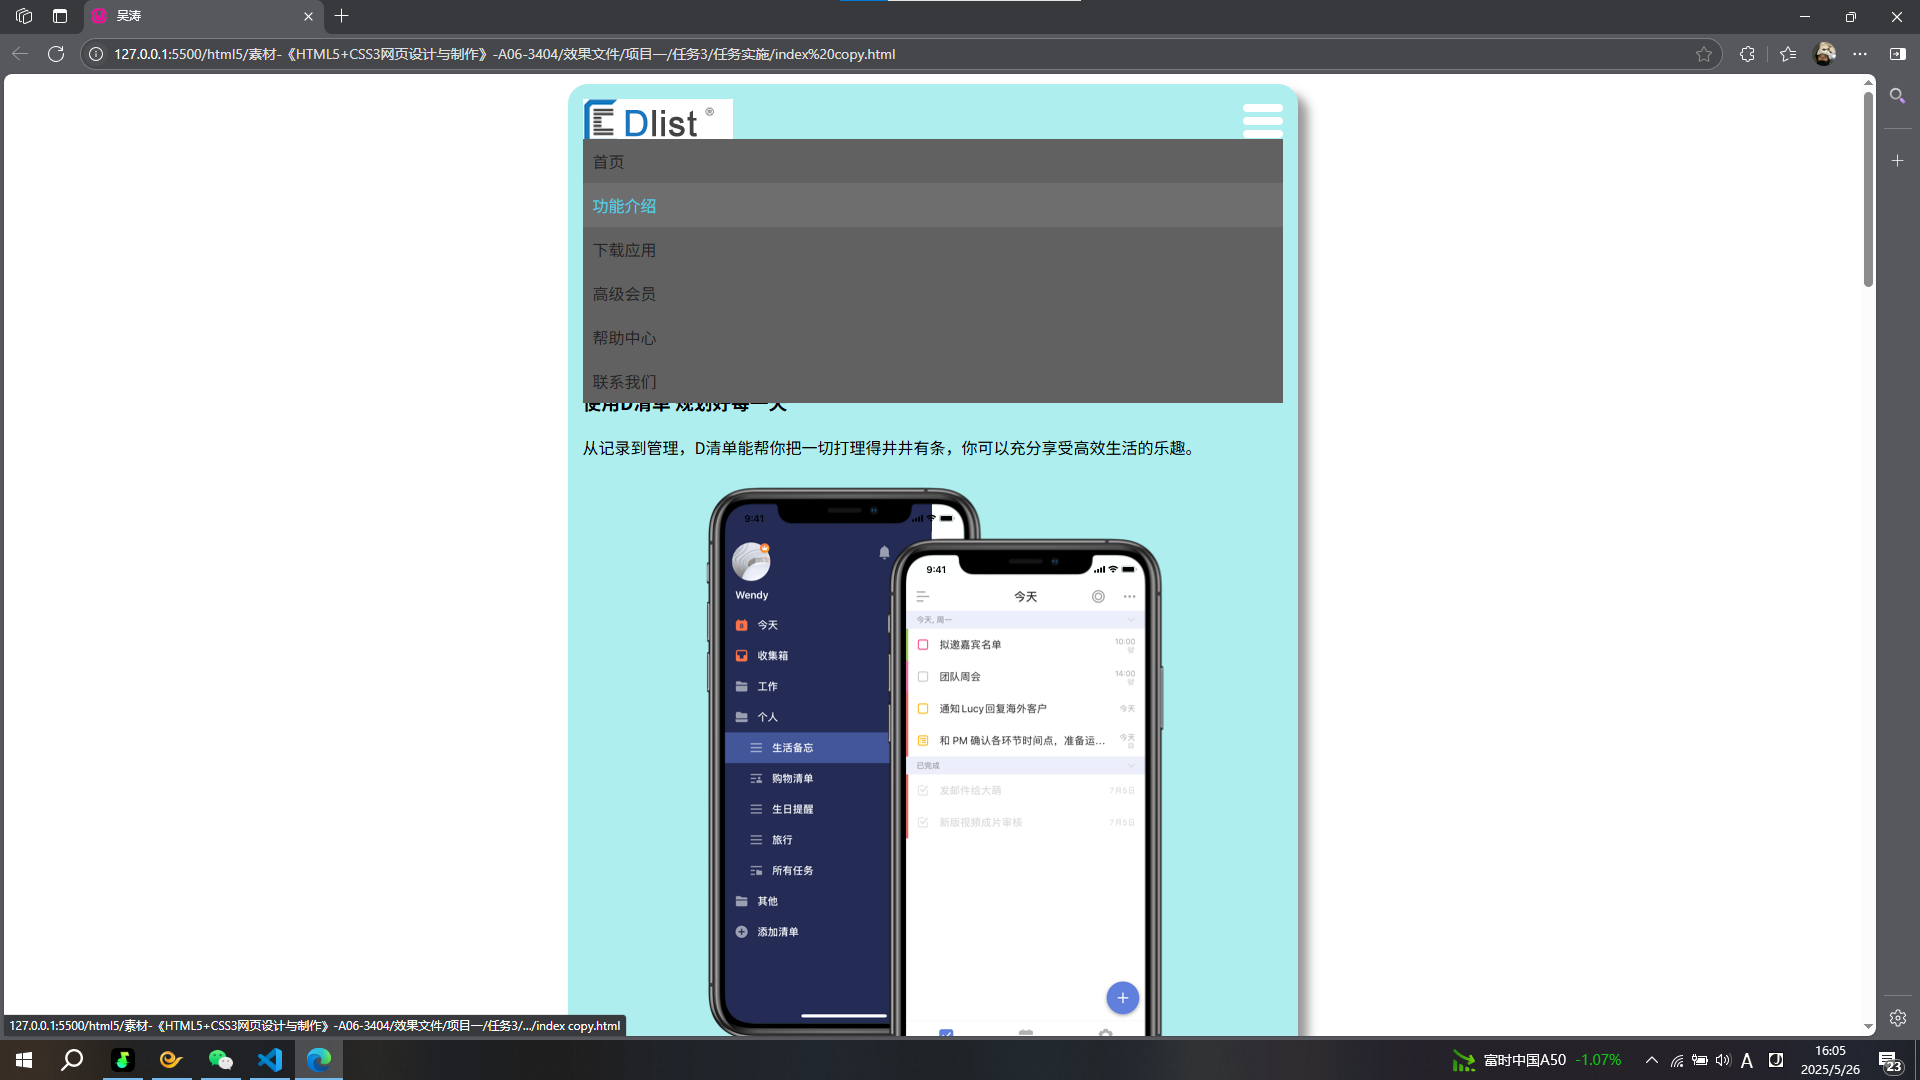 吴涛
127.0.0.1:5500/html5/素材-《HTML5+CSS3网页设计与制作》-A06-3404/效果文件/项目一/任务3/任务实施/index%20copy.html
Dlist ®
首页
功能介绍
下载应用
高级会员
帮助中心
联系我们
使用D清单 规划好每一天
从记录到管理，D清单能帮你把一切打理得井井有条，你可以充分享受高效生活的乐趣。
9:41
Wendy
今天
收集箱
工作
个人
生活备忘
购物清单
生日提醒
旅行
所有任务
其他
添加清单
9:41
今天
今天, 周一
拟邀嘉宾名单 10:00
团队周会 14:00
通知Lucy回复海外客户 今天
和 PM 确认各环节时间点，准备运... 今天
已完成
发邮件给大萌 7月5日
新版视频成片审核 7月5日
127.0.0.1:5500/html5/素材-《HTML5+CSS3网页设计与制作》-A06-3404/效果文件/项目一/任务3/.../index copy.html
富时中国A50 -1.07%
A
16:05
2025/5/26
23